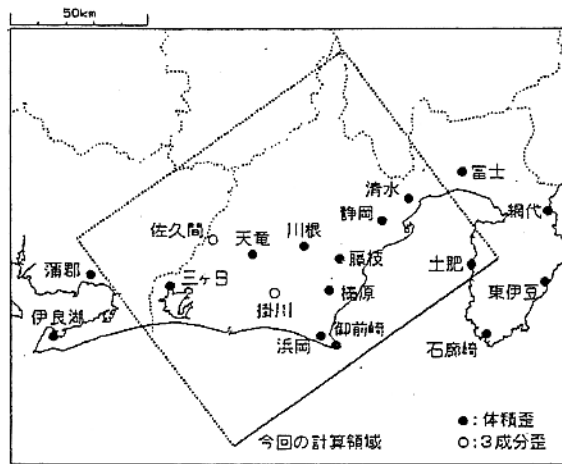 50km
富士
清水
網代
静岡
佐久間
川根
天竜
藤枝
土肥
蒲郡
三ヶ日
東伊豆
榛原
掛川
伊良湖
御前崎
浜岡
石廊崎
●:体積歪
今回の計算領域
○:3成分歪